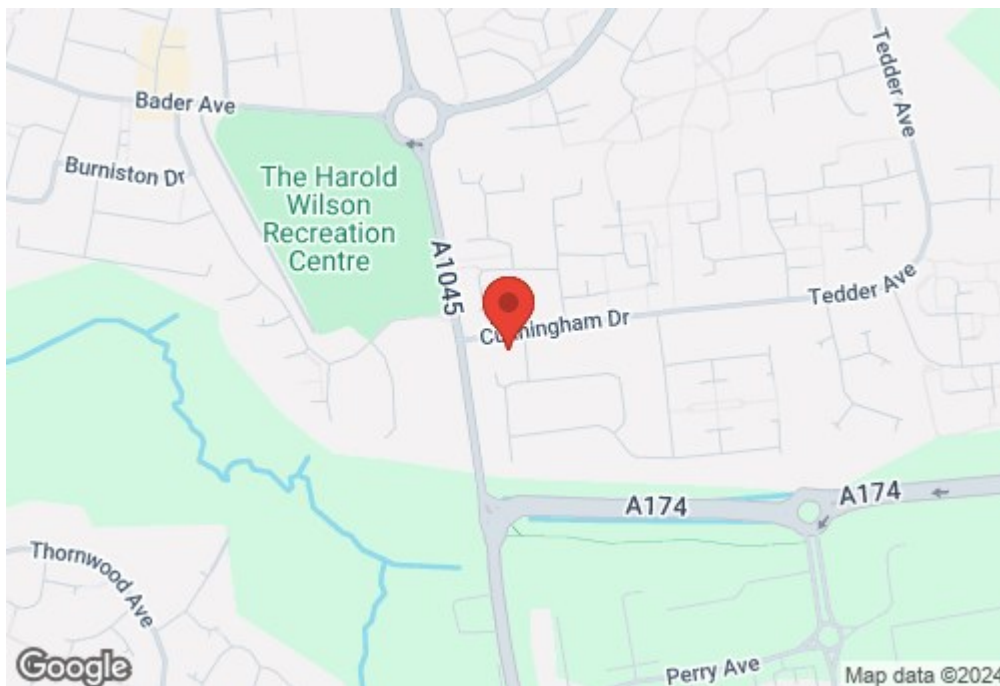 Tedder Ave
Bader Ave
Burniston Dr
The Harold
Wilson
Recreation
Centre
A1045
Tedder Ave
Cunningham Dr
A174
A174
Thornwood Ave
Perry Ave
Google
Map data ©2024